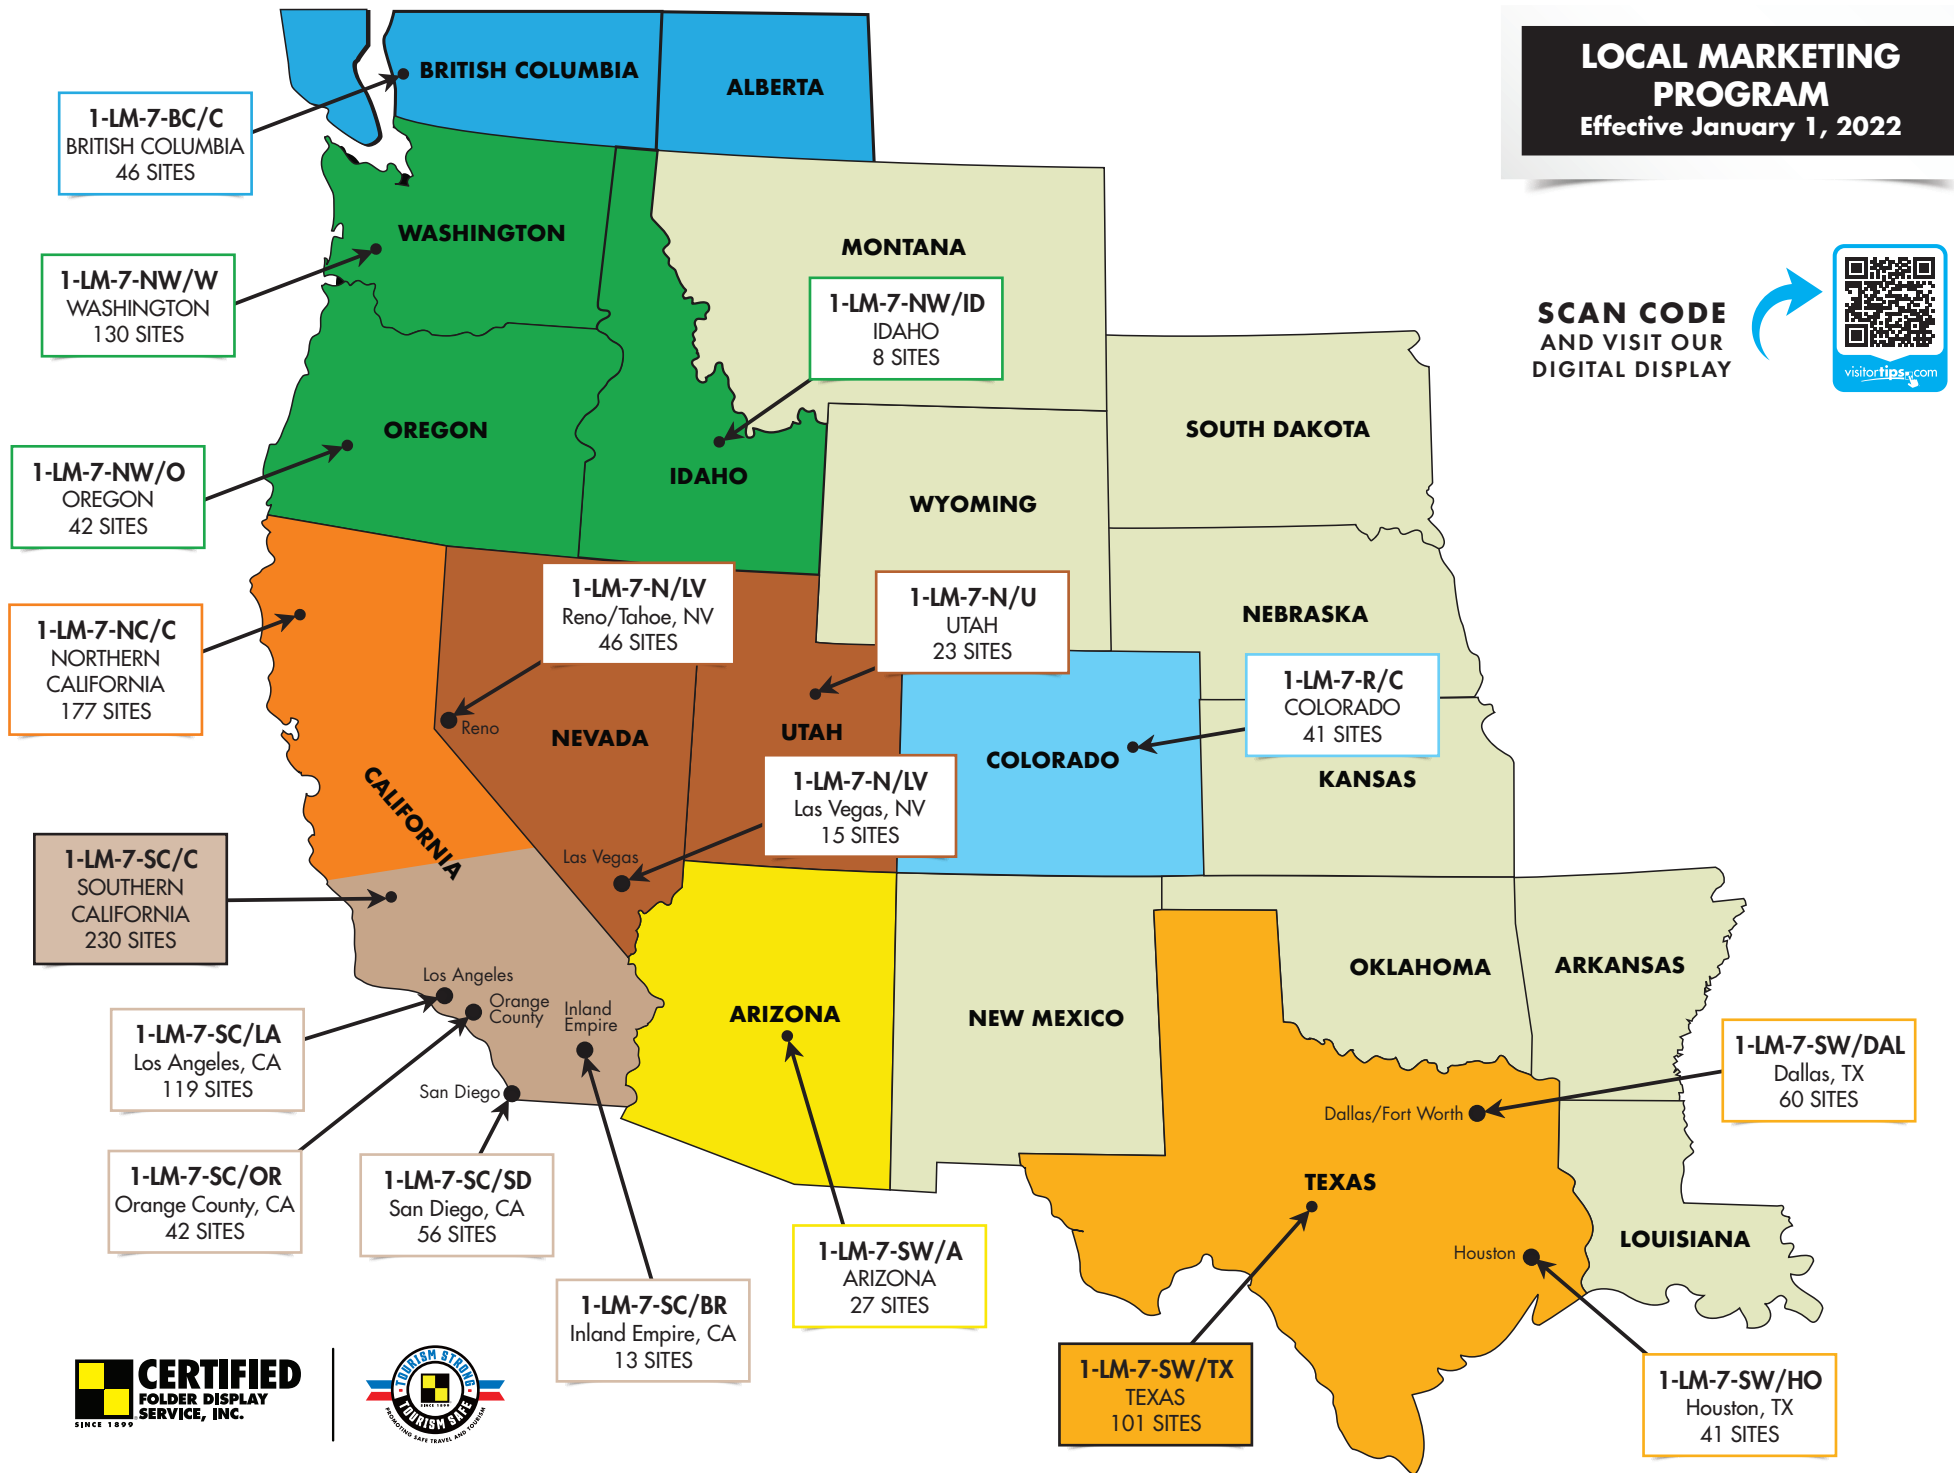 LOCAL MARKETING
PROGRAM
Effective January 1, 2022
SCAN CODE
AND VISIT OUR
DIGITAL DISPLAY
visitortips.com
BRITISH COLUMBIA
ALBERTA
1-LM-7-BC/C
BRITISH COLUMBIA
46 SITES
WASHINGTON
MONTANA
1-LM-7-NW/W
WASHINGTON
130 SITES
1-LM-7-NW/ID
IDAHO
8 SITES
OREGON
IDAHO
SOUTH DAKOTA
1-LM-7-NW/O
OREGON
42 SITES
WYOMING
NEBRASKA
1-LM-7-NC/C
NORTHERN
CALIFORNIA
177 SITES
1-LM-7-N/LV
Reno/Tahoe, NV
46 SITES
1-LM-7-N/U
UTAH
23 SITES
1-LM-7-R/C
COLORADO
41 SITES
Reno
NEVADA
UTAH
COLORADO
KANSAS
CALIFORNIA
1-LM-7-N/LV
Las Vegas, NV
15 SITES
Las Vegas
1-LM-7-SC/C
SOUTHERN
CALIFORNIA
230 SITES
Los Angeles
Orange
County
Inland
Empire
San Diego
ARIZONA
NEW MEXICO
OKLAHOMA
ARKANSAS
1-LM-7-SC/LA
Los Angeles, CA
119 SITES
1-LM-7-SW/DAL
Dallas, TX
60 SITES
Dallas/Fort Worth
TEXAS
Houston
LOUISIANA
1-LM-7-SC/OR
Orange County, CA
42 SITES
1-LM-7-SC/SD
San Diego, CA
56 SITES
1-LM-7-SW/A
ARIZONA
27 SITES
1-LM-7-SC/BR
Inland Empire, CA
13 SITES
1-LM-7-SW/TX
TEXAS
101 SITES
1-LM-7-SW/HO
Houston, TX
41 SITES
CERTIFIED
FOLDER DISPLAY
SERVICE, INC.
SINCE 1899
TOURISM STRONG
SINCE 1899
TOURISM SAFE
PROMOTING SAFE TRAVEL AND TOURISM